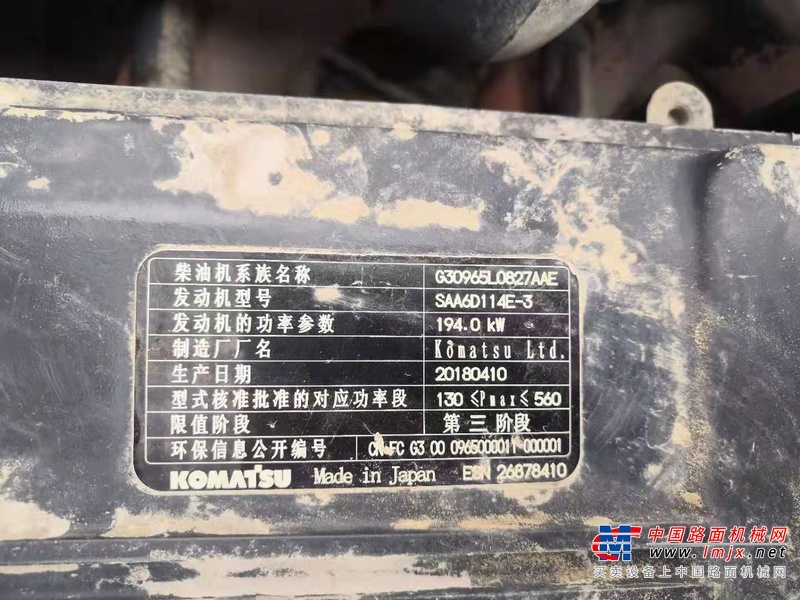 柴油机系族名称 G30965L0827AAE
发动机型号 SAA6D114E-3
发动机的功率参数 194.0 kW
制造厂厂名 Komatsu Ltd.
生产日期 20180410
型式核准批准的对应功率段 130 ≤Pmax≤ 560
限值阶段 第三阶段
环保信息公开编号 CN FC G3 00 0965000011 000001
KOMATSU Made in Japan ESN 26878410
中国路面机械网
www.lmjx.net
买卖设备上中国路面机械网